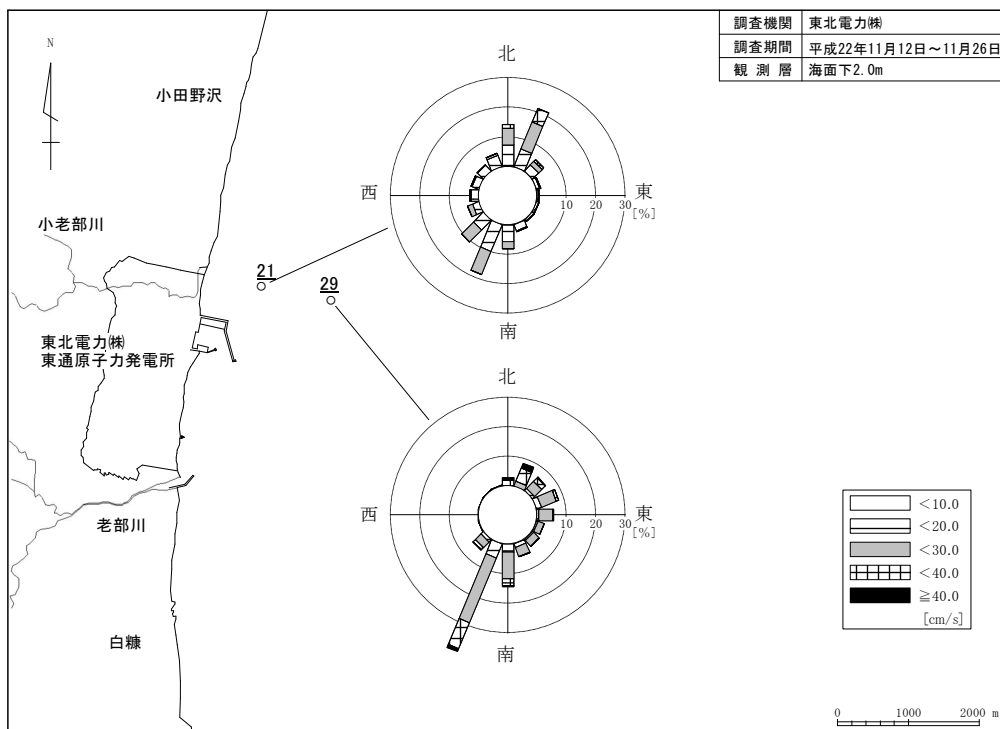 調査機関 東北電力㈱
調査期間 平成22年11月12日～11月26日
観測層 海面下2.0m
N
小田野沢
小老部川
21
29
東北電力㈱
東通原子力発電所
老部川
白糠
北
西
東
南
10 20 30
[%]
北
西
東
南
10 20 30
[%]
＜10.0
＜20.0
＜30.0
＜40.0
≧40.0
[cm/s]
0 1000 2000 m